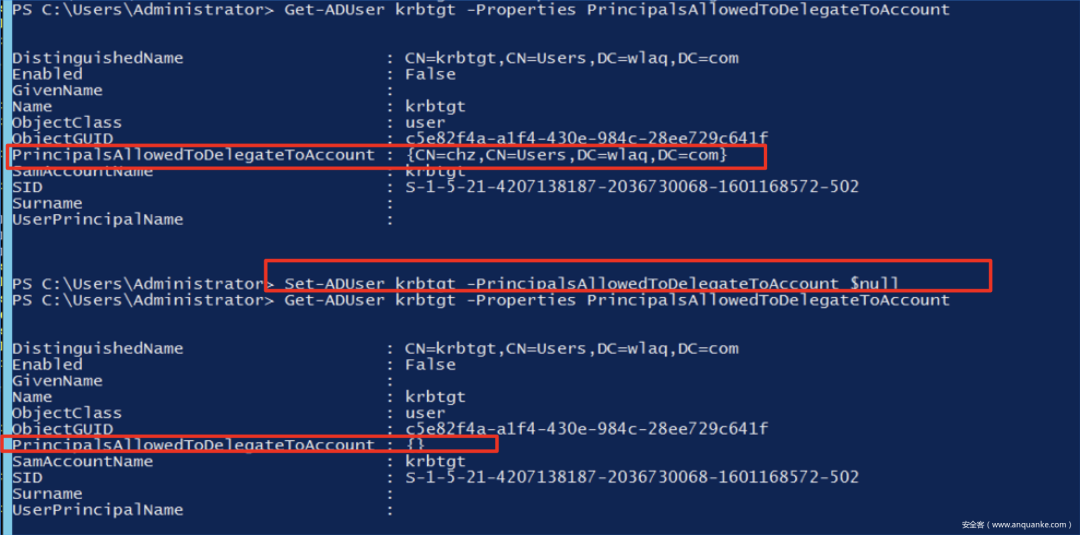 PS C:\Users\Administrator> Get-ADUser krbtgt -Properties PrincipalsAllowedToDelegateToAccount
DistinguishedName : CN=krbtgt,CN=Users,DC=wlaq,DC=com
Enabled : False
GivenName :
Name : krbtgt
ObjectClass : user
ObjectGUID : c5e82f4a-a1f4-430e-984c-28ee729c641f
PrincipalsAllowedToDelegateToAccount : {CN=chz,CN=Users,DC=wlaq,DC=com}
SamAccountName : krbtgt
SID : S-1-5-21-4207138187-2036730068-1601168572-502
Surname :
UserPrincipalName :
PS C:\Users\Administrator> Set-ADUser krbtgt -PrincipalsAllowedToDelegateToAccount $null
PS C:\Users\Administrator> Get-ADUser krbtgt -Properties PrincipalsAllowedToDelegateToAccount
DistinguishedName : CN=krbtgt,CN=Users,DC=wlaq,DC=com
Enabled : False
GivenName :
Name : krbtgt
ObjectClass : user
ObjectGUID : c5e82f4a-a1f4-430e-984c-28ee729c641f
PrincipalsAllowedToDelegateToAccount : {}
SamAccountName : krbtgt
SID : S-1-5-21-4207138187-2036730068-1601168572-502
Surname :
UserPrincipalName :
安全客（www.anquanke.com）